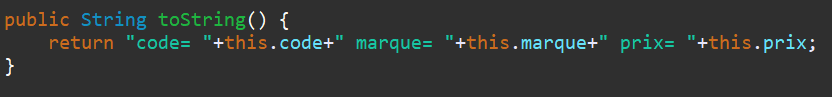 public String toString() {
    return "code= "+this.code+" marque= "+this.marque+" prix= "+this.prix;
}